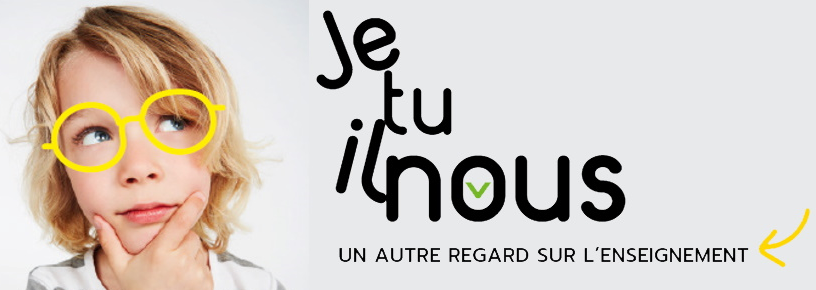 Je
tu
il nous
UN AUTRE REGARD SUR L'ENSEIGNEMENT